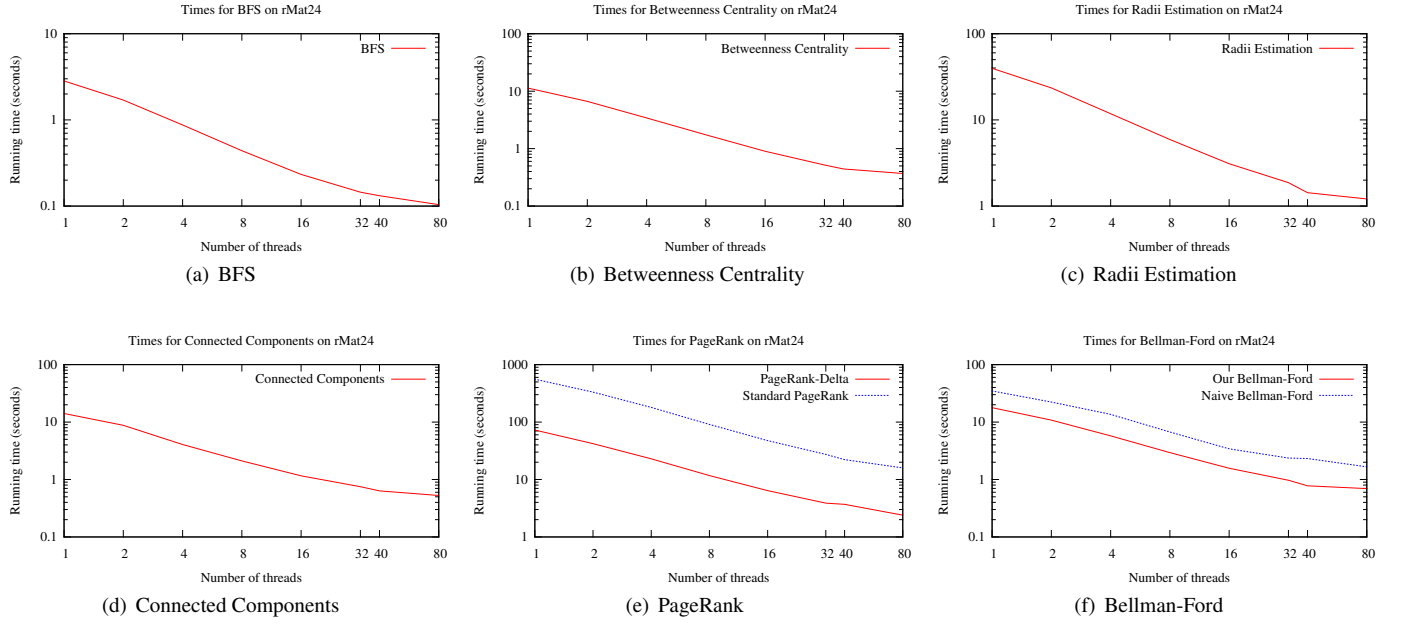 Times for BFS on rMat24
10
1
0.1
Running time (seconds)
BFS
1 2 4 8 16 32 40 80
Number of threads
(a) BFS
Times for Betweenness Centrality on rMat24
100
10
1
0.1
Running time (seconds)
Betweenness Centrality
1 2 4 8 16 32 40 80
Number of threads
(b) Betweenness Centrality
Times for Radii Estimation on rMat24
100
10
1
Running time (seconds)
Radii Estimation
1 2 4 8 16 32 40 80
Number of threads
(c) Radii Estimation
Times for Connected Components on rMat24
100
10
1
0.1
Running time (seconds)
Connected Components
1 2 4 8 16 32 40 80
Number of threads
(d) Connected Components
Times for PageRank on rMat24
1000
100
10
1
Running time (seconds)
PageRank-Delta
Standard PageRank
1 2 4 8 16 32 40 80
Number of threads
(e) PageRank
Times for Bellman-Ford on rMat24
100
10
1
0.1
Running time (seconds)
Our Bellman-Ford
Naive Bellman-Ford
1 2 4 8 16 32 40 80
Number of threads
(f) Bellman-Ford